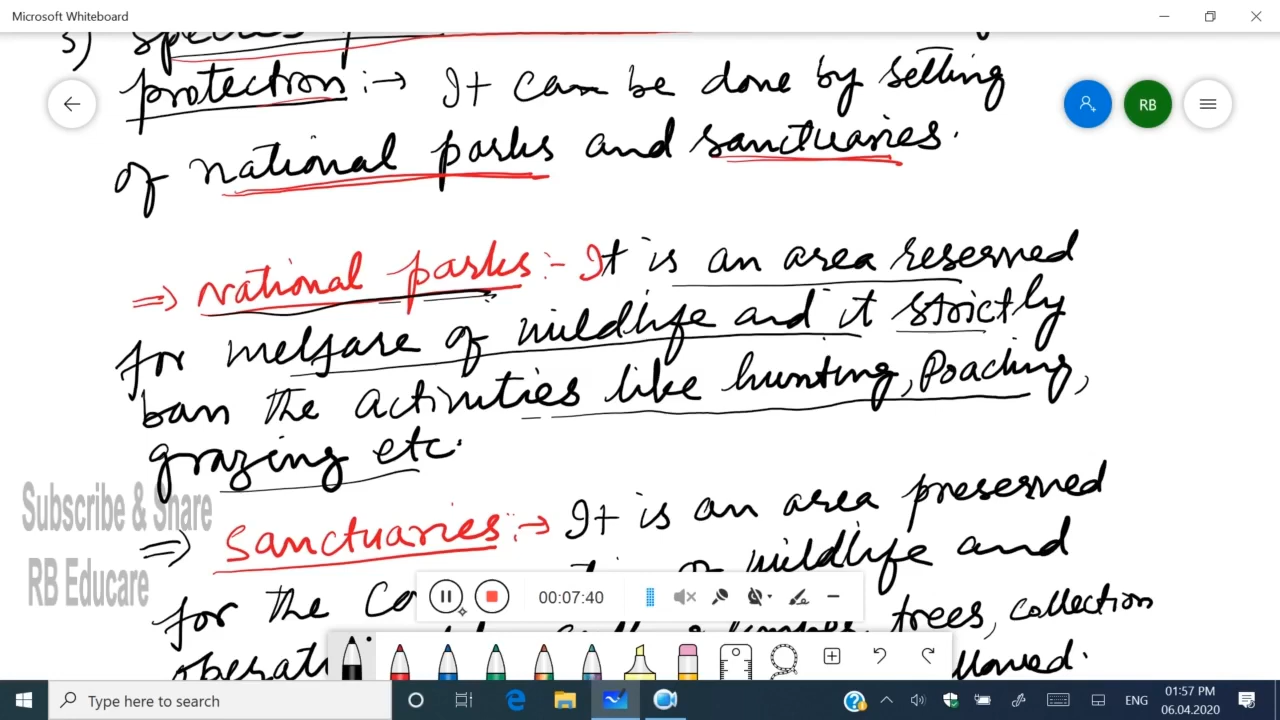 Microsoft Whiteboard
3) species
protection:→ It can be done by setting
of national parks and sanctuaries.
⇒ National parks:- It is an area reserved
for welfare of wildlife and it strictly
ban the activities like hunting, Poaching,
grazing etc.
⇒ Sanctuaries:→ It is an area preserved
for the of wildlife and
trees, collection
RB
Subscribe & Share
RB Educare
00:07:40
Type here to search
ENG
01:57 PM
06.04.2020